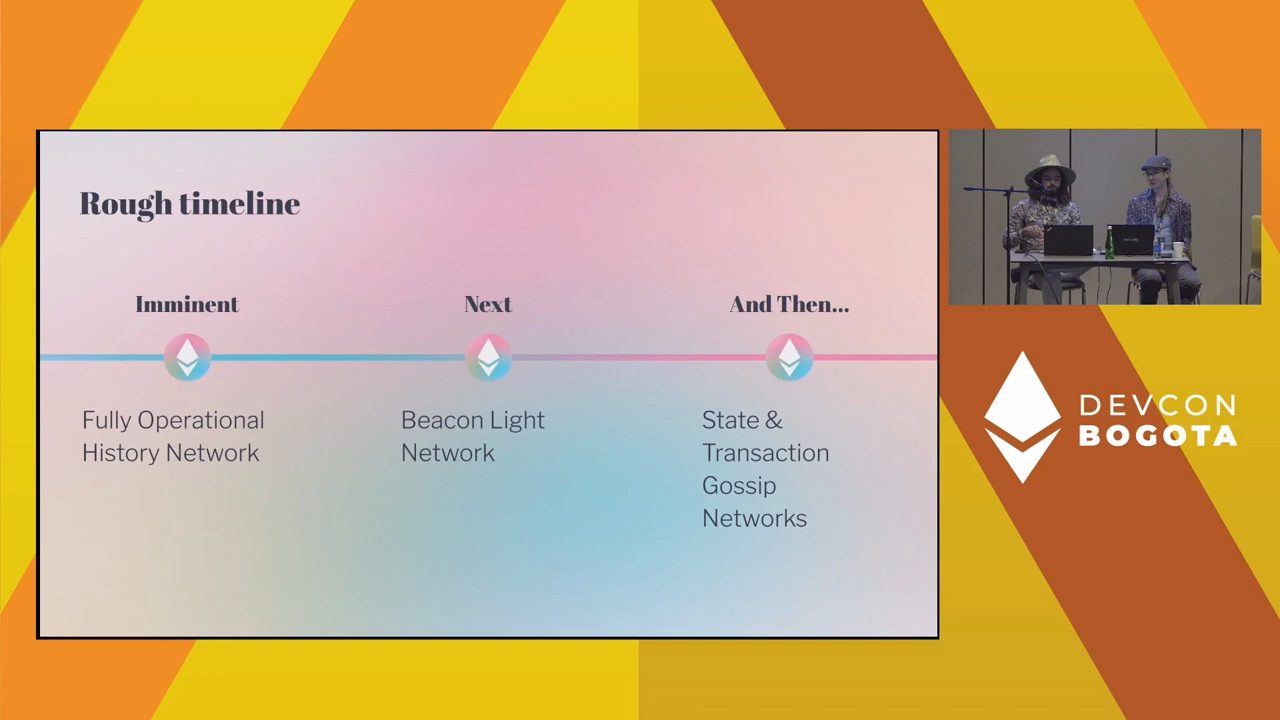 Rough timeline
Imminent
Next
And Then...
Fully Operational
History Network
Beacon Light
Network
State &
Transaction
Gossip
Networks
DEVCON
BOGOTA